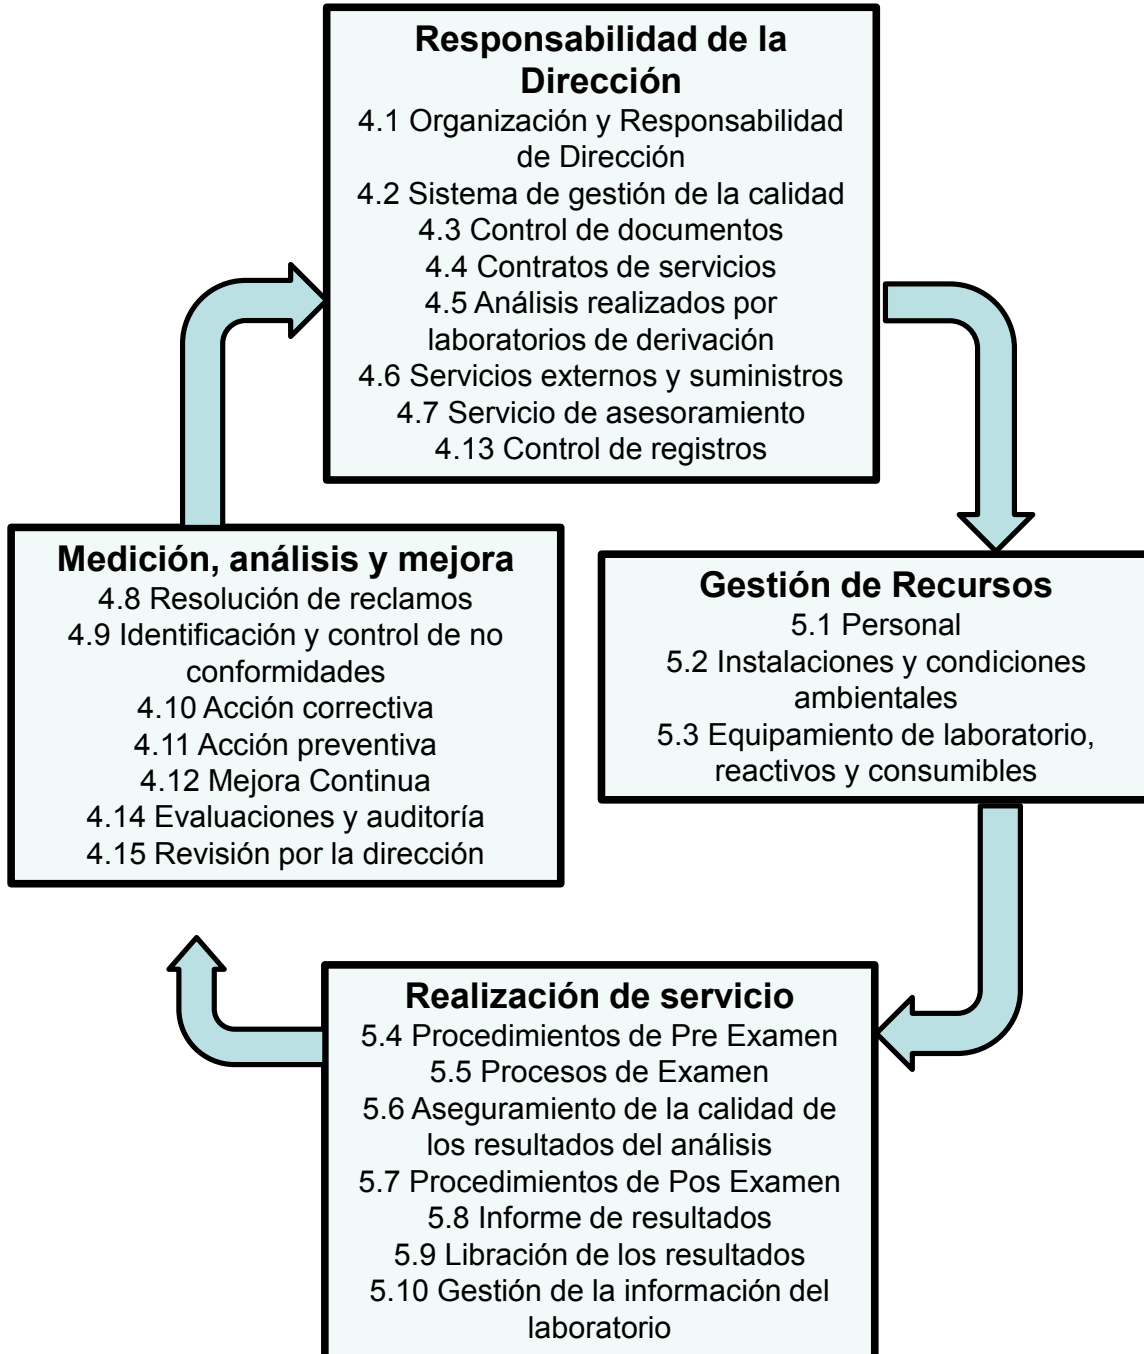 Responsabilidad de la
Dirección
4.1 Organización y Responsabilidad
de Dirección
4.2 Sistema de gestión de la calidad
4.3 Control de documentos
4.4 Contratos de servicios
4.5 Análisis realizados por
laboratorios de derivación
4.6 Servicios externos y suministros
4.7 Servicio de asesoramiento
4.13 Control de registros
Medición, análisis y mejora
4.8 Resolución de reclamos
4.9 Identificación y control de no
conformidades
4.10 Acción correctiva
4.11 Acción preventiva
4.12 Mejora Continua
4.14 Evaluaciones y auditoría
4.15 Revisión por la dirección
Gestión de Recursos
5.1 Personal
5.2 Instalaciones y condiciones
ambientales
5.3 Equipamiento de laboratorio,
reactivos y consumibles
Realización de servicio
5.4 Procedimientos de Pre Examen
5.5 Procesos de Examen
5.6 Aseguramiento de la calidad de
los resultados del análisis
5.7 Procedimientos de Pos Examen
5.8 Informe de resultados
5.9 Libración de los resultados
5.10 Gestión de la información del
laboratorio